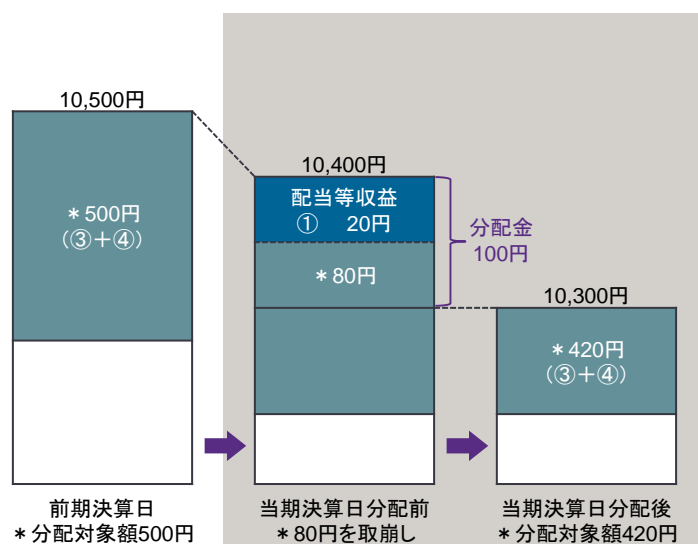 10,500円
＊500円
（③＋④）
前期決算日
＊分配対象額500円
10,400円
配当等収益
①　20円
＊80円
分配金
100円
当期決算日分配前
＊80円を取崩し
10,300円
＊420円
（③＋④）
当期決算日分配後
＊分配対象額420円